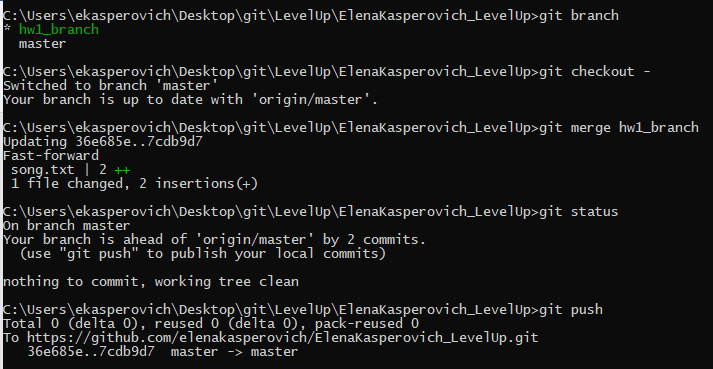 C:\Users\ekasperovich\Desktop\git\LevelUp\ElenaKasperovich_LevelUp>git branch
* hw1_branch
  master
C:\Users\ekasperovich\Desktop\git\LevelUp\ElenaKasperovich_LevelUp>git checkout -
Switched to branch 'master'
Your branch is up to date with 'origin/master'.
C:\Users\ekasperovich\Desktop\git\LevelUp\ElenaKasperovich_LevelUp>git merge hw1_branch
Updating 36e685e..7cdb9d7
Fast-forward
 song.txt | 2 ++
 1 file changed, 2 insertions(+)
C:\Users\ekasperovich\Desktop\git\LevelUp\ElenaKasperovich_LevelUp>git status
On branch master
Your branch is ahead of 'origin/master' by 2 commits.
  (use "git push" to publish your local commits)
nothing to commit, working tree clean
C:\Users\ekasperovich\Desktop\git\LevelUp\ElenaKasperovich_LevelUp>git push
Total 0 (delta 0), reused 0 (delta 0), pack-reused 0
To https://github.com/elenakasperovich/ElenaKasperovich_LevelUp.git
   36e685e..7cdb9d7  master -> master